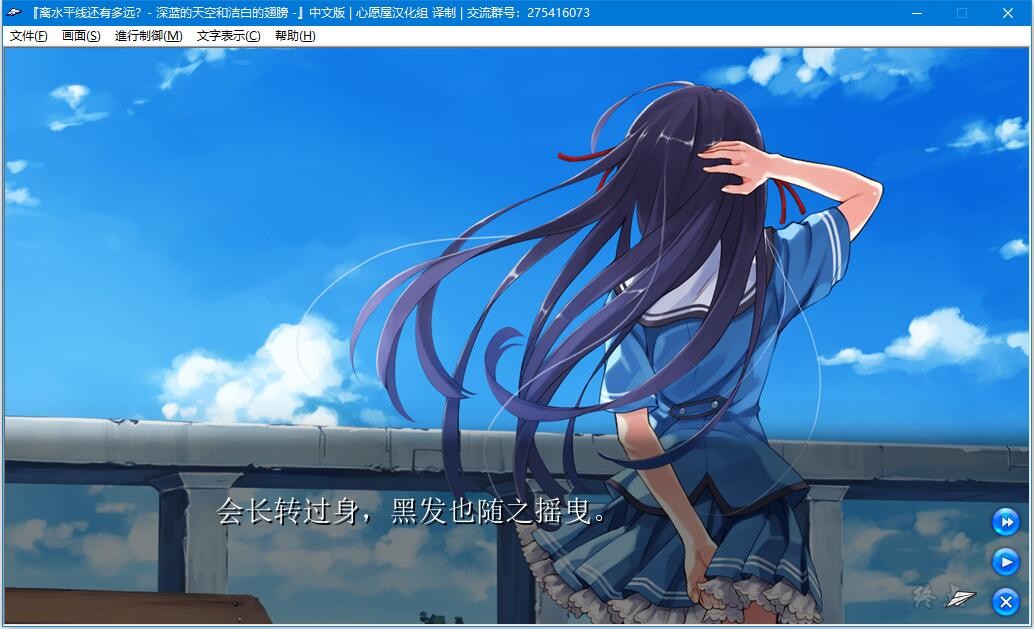 『离水平线还有多远？- 深蓝的天空和洁白的翅膀 -』中文版 | 心愿屋汉化组 译制 | 交流群号：275416073
文件(F) 画面(S) 進行制御(M) 文字表示(C) 帮助(H)
会长转过身，黑发也随之摇曳。
终